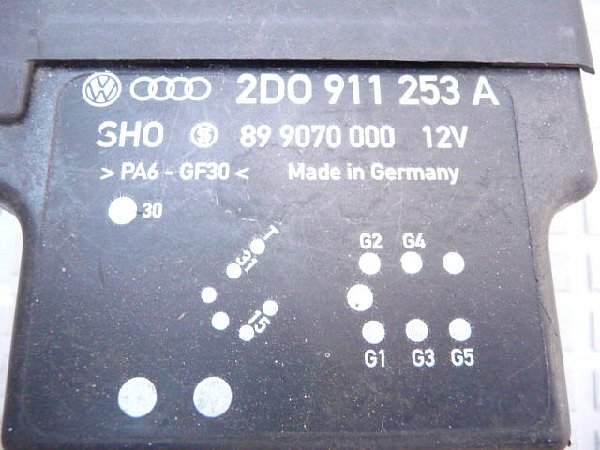 2D0 911 253 A
SHO 89 9070 000 12V
> PA6 - GF30 < Made in Germany
30
G2 G4
1
31
15
G1 G3 G5